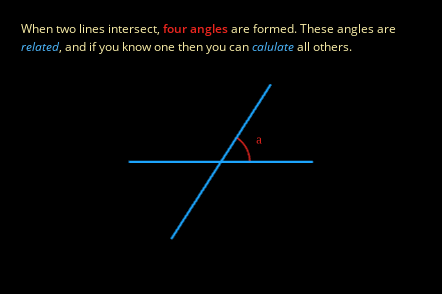 When two lines intersect, four angles are formed. These angles are
related, and if you know one then you can calulate all others.
a